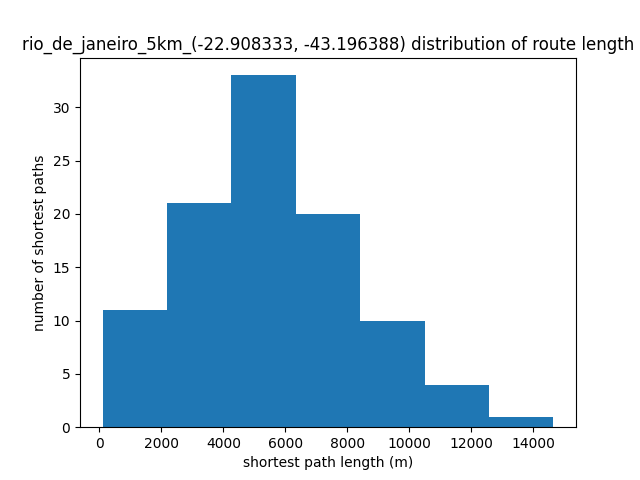 rio_de_janeiro_5km_(-22.908333, -43.196388) distribution of route length
number of shortest paths
30
25
20
15
10
5
0
0 2000 4000 6000 8000 10000 12000 14000
shortest path length (m)